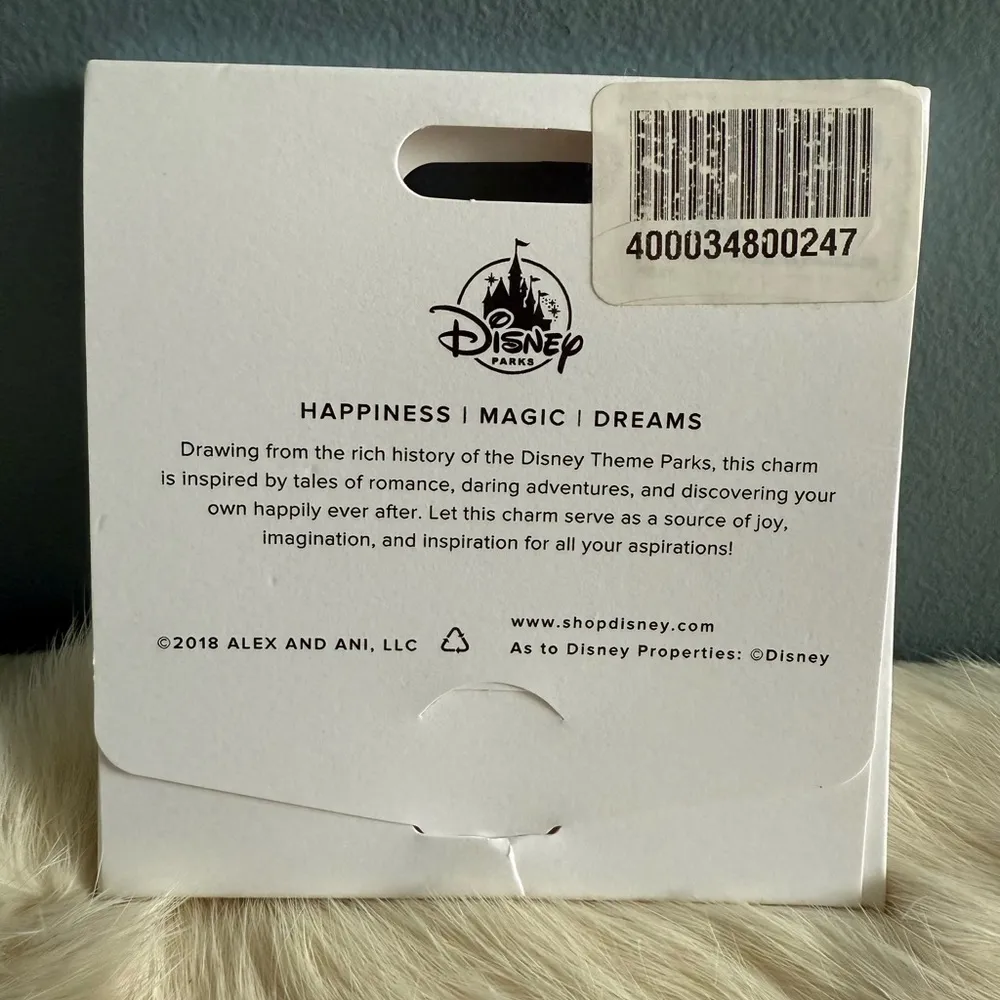 400034800247
Disney
PARKS
HAPPINESS | MAGIC | DREAMS
Drawing from the rich history of the Disney Theme Parks, this charm
is inspired by tales of romance, daring adventures, and discovering your
own happily ever after. Let this charm serve as a source of joy,
imagination, and inspiration for all your aspirations!
www.shopdisney.com
©2018 ALEX AND ANI, LLC
As to Disney Properties: ©Disney